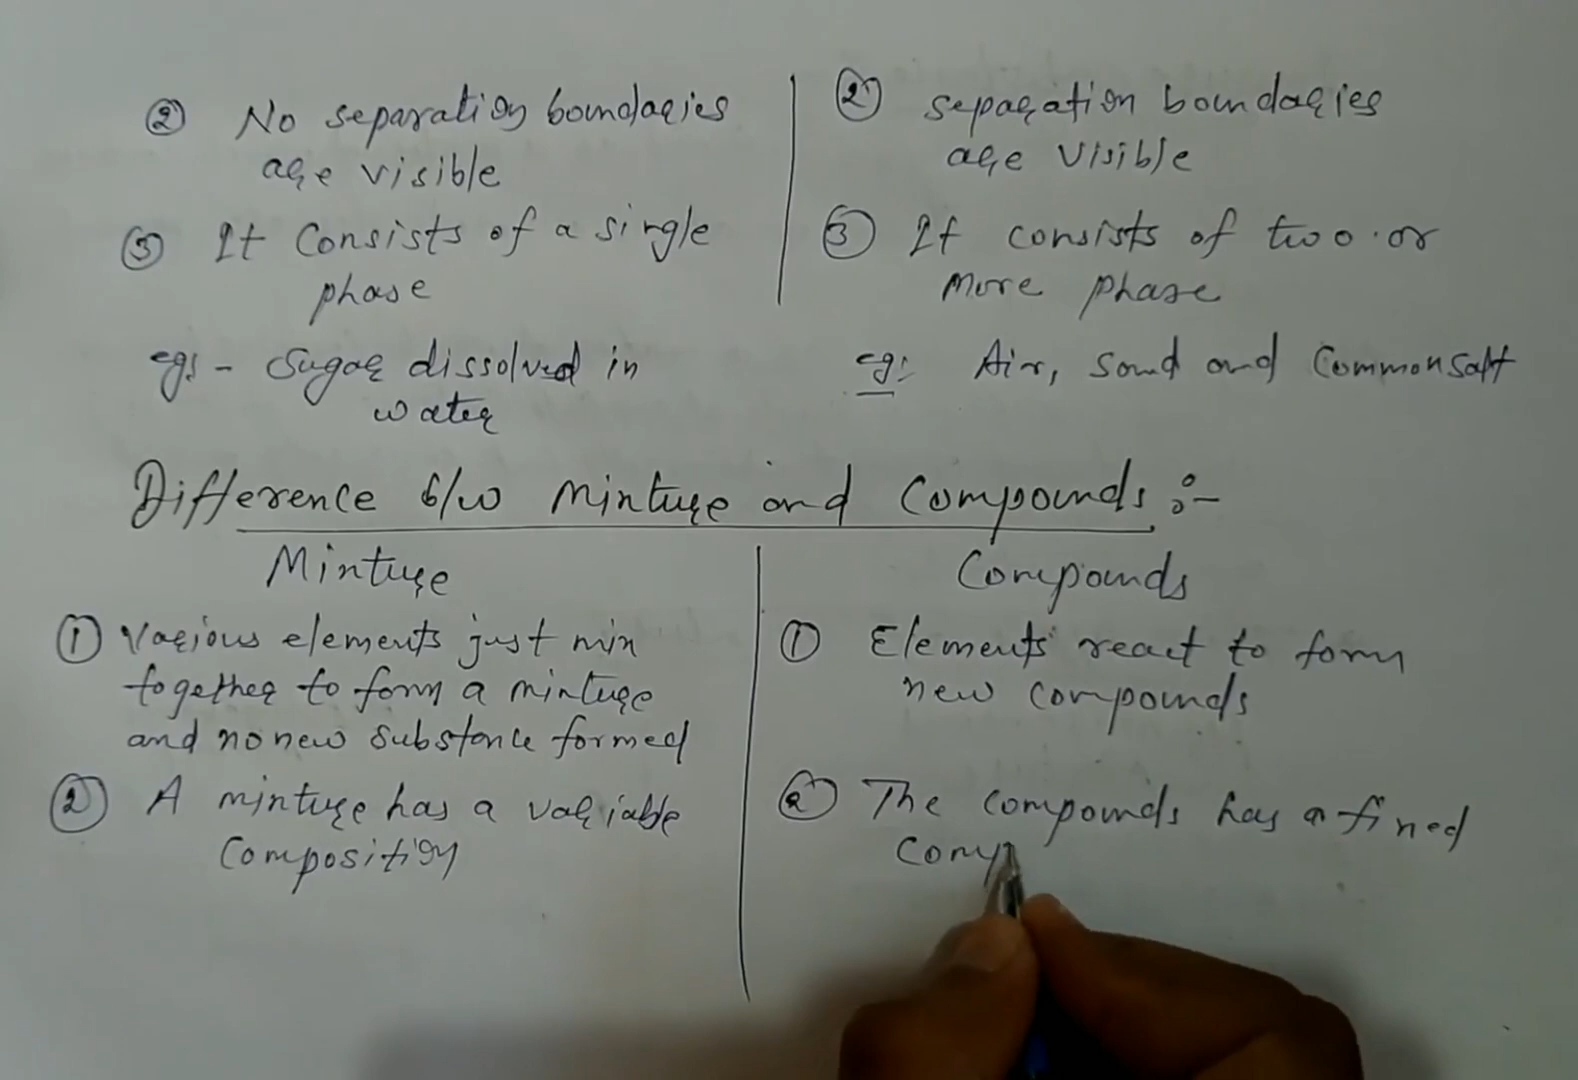 ② No separation boundaries
are visible
③ It consists of a single
phase
eg:- Sugar dissolved in
water
② separation boundaries
are visible
③ It consists of two or
more phase
eg: Air, sand and Common salt
Difference b/w mixture and Compounds :-
Mixture
① Various elements just mix
together to form a mixture
and no new substance formed
② A mixture has a variable
Composition
Compounds
① Elements react to form
new compounds
② The compounds has a fixed
Comp